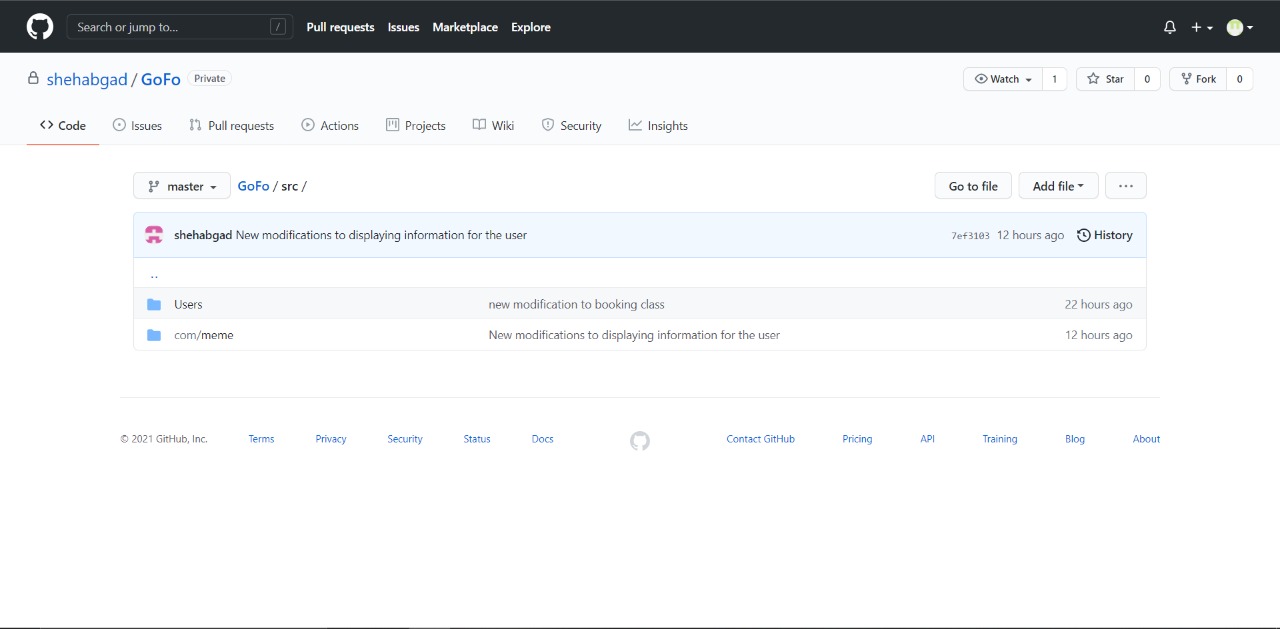 Search or jump to... / Pull requests Issues Marketplace Explore
shehabgad / GoFo Private Watch 1 Star 0 Fork 0
Code Issues Pull requests Actions Projects Wiki Security Insights
master GoFo / src / Go to file Add file ...
shehabgad New modifications to displaying information for the user 7ef3103 12 hours ago History
..
Users new modification to booking class 22 hours ago
com/meme New modifications to displaying information for the user 12 hours ago
© 2021 GitHub, Inc. Terms Privacy Security Status Docs Contact GitHub Pricing API Training Blog About